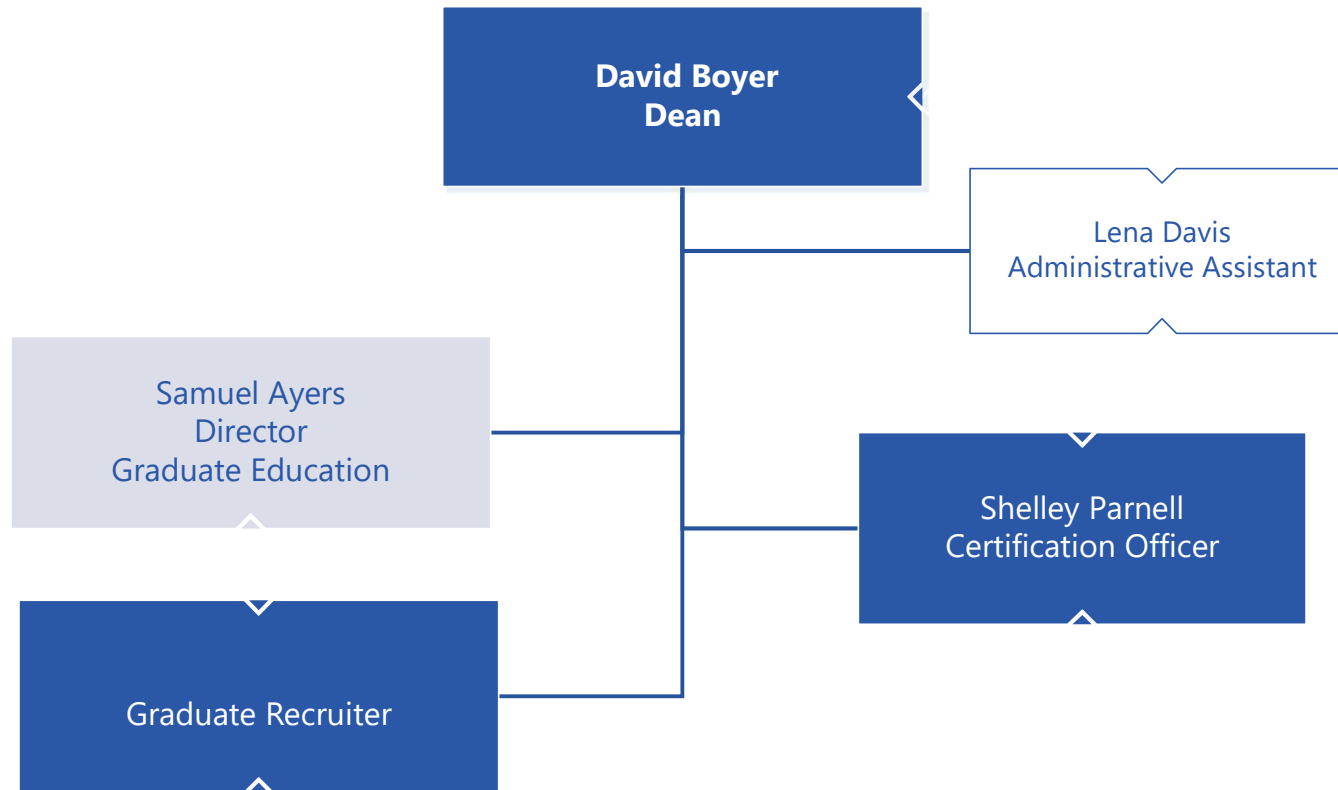 David Boyer
Dean
Lena Davis
Administrative Assistant
Samuel Ayers
Director
Graduate Education
Shelley Parnell
Certification Officer
Graduate Recruiter